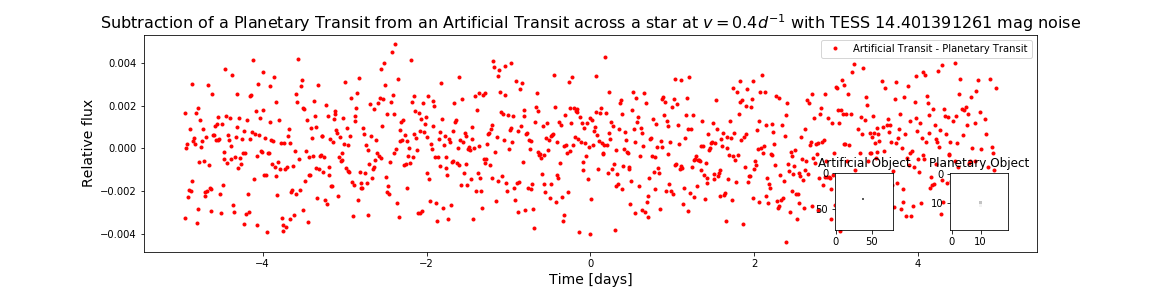 Subtraction of a Planetary Transit from an Artificial Transit across a star at v = 0.4d⁻¹ with TESS 14.401391261 mag noise
Artificial Transit - Planetary Transit
Relative flux
0.004
0.002
0.000
−0.002
−0.004
Artificial Object
0
50
0 50
Planetary Object
0
10
0 10
−4 −2 0 2 4
Time [days]